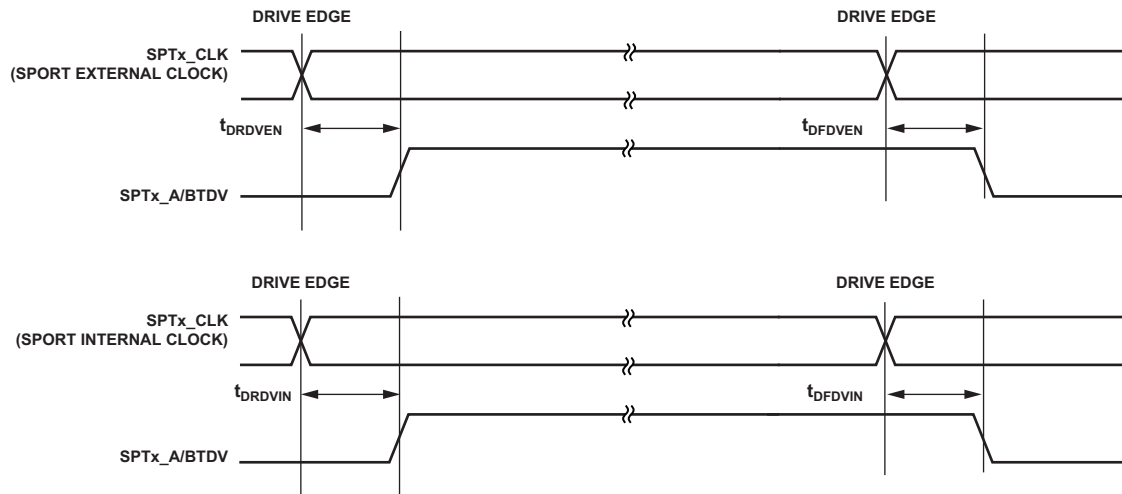 DRIVE EDGE DRIVE EDGE
SPTx_CLK
(SPORT EXTERNAL CLOCK)
tDRDVEN tDFDVEN
SPTx_A/BTDV
DRIVE EDGE DRIVE EDGE
SPTx_CLK
(SPORT INTERNAL CLOCK)
tDRDVIN tDFDVIN
SPTx_A/BTDV